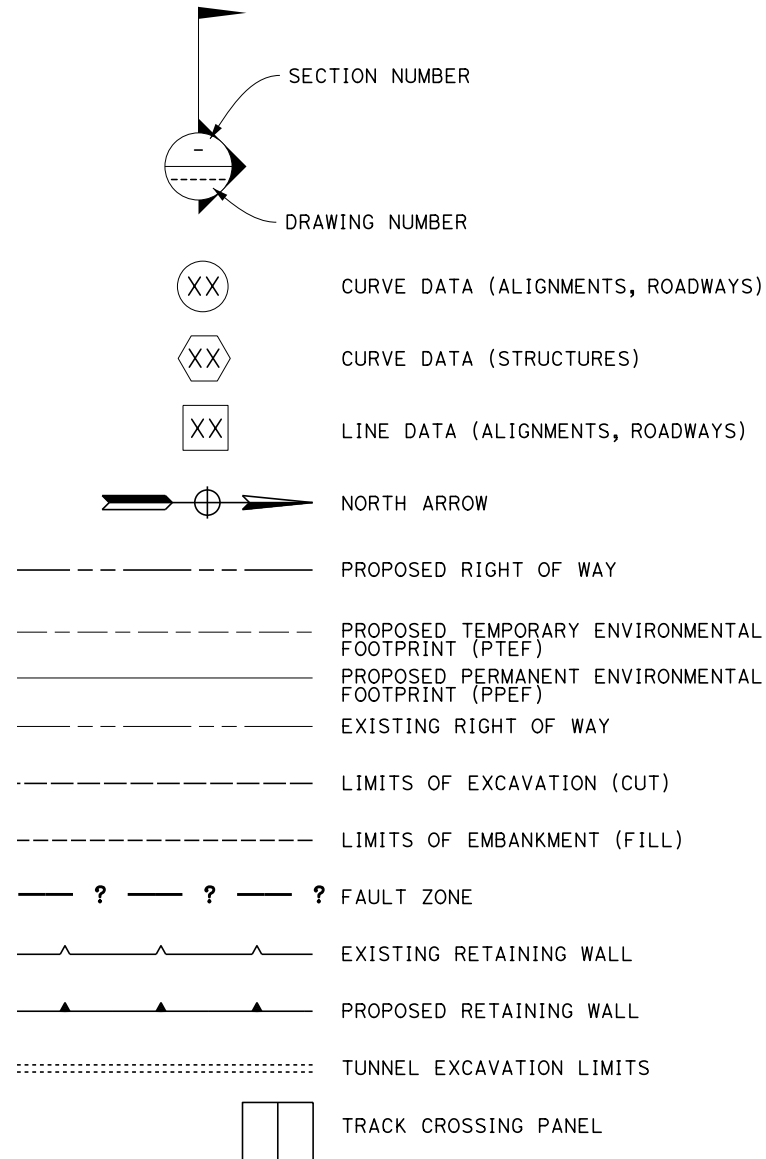 SECTION NUMBER
-
DRAWING NUMBER
XX CURVE DATA (ALIGNMENTS, ROADWAYS)
XX CURVE DATA (STRUCTURES)
XX LINE DATA (ALIGNMENTS, ROADWAYS)
NORTH ARROW
PROPOSED RIGHT OF WAY
PROPOSED TEMPORARY ENVIRONMENTAL
FOOTPRINT (PTEF)
PROPOSED PERMANENT ENVIRONMENTAL
FOOTPRINT (PPEF)
EXISTING RIGHT OF WAY
LIMITS OF EXCAVATION (CUT)
LIMITS OF EMBANKMENT (FILL)
? ? ? FAULT ZONE
EXISTING RETAINING WALL
PROPOSED RETAINING WALL
TUNNEL EXCAVATION LIMITS
TRACK CROSSING PANEL